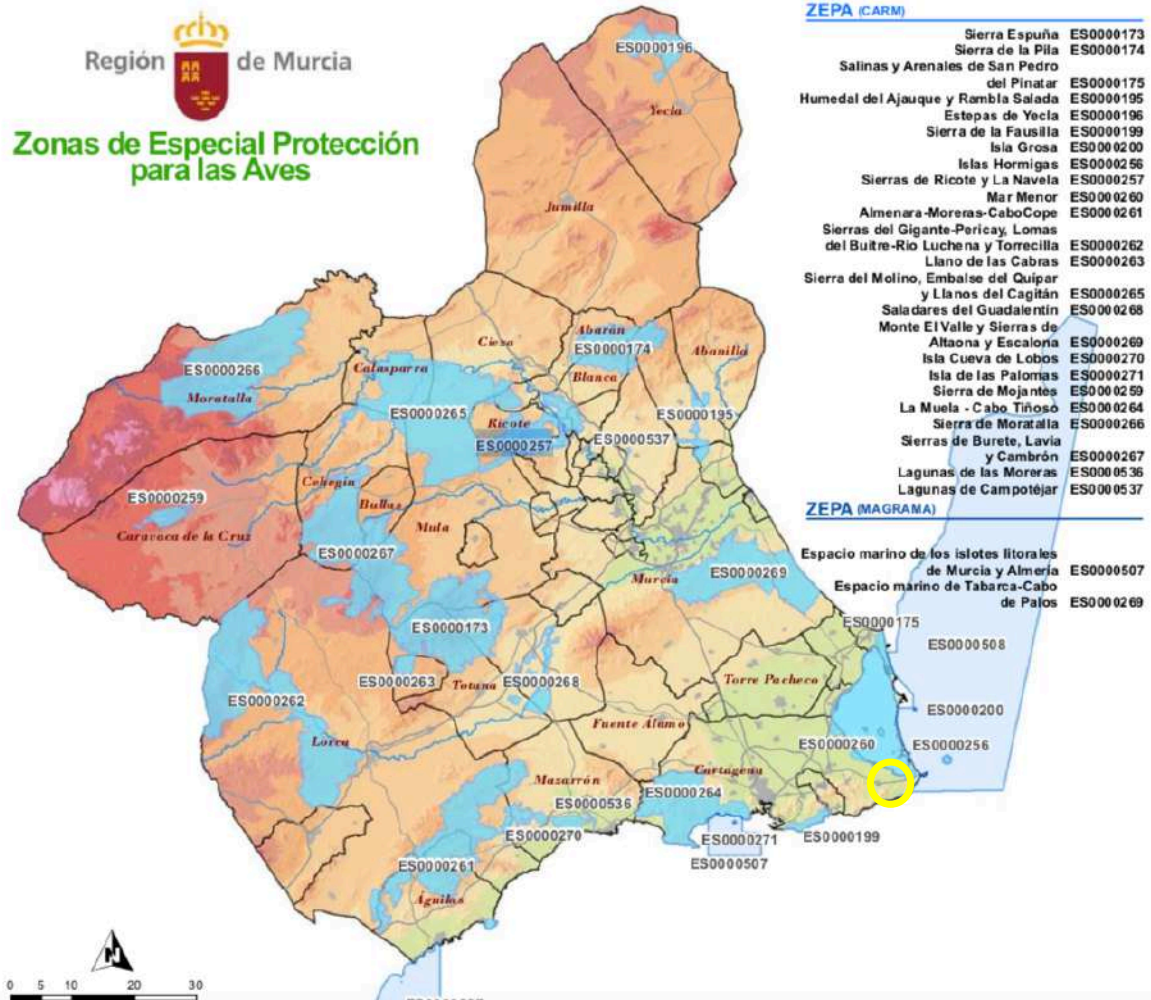 Región de Murcia
Zonas de Especial Protección
para las Aves
ZEPA (CARM)
Sierra Espuña ES0000173
Sierra de la Pila ES0000174
Salinas y Arenales de San Pedro
del Pinatar ES0000175
Humedal del Ajauque y Rambla Salada ES0000195
Estepas de Yecla ES0000196
Sierra de la Fausilla ES0000199
Isla Grosa ES0000200
Islas Hormigas ES0000256
Sierras de Ricote y La Navela ES0000257
Mar Menor ES0000260
Almenara-Moreras-CaboCope ES0000261
Sierras del Gigante-Pericay, Lomas
del Buitre-Río Luchena y Torrecilla ES0000262
Llano de las Cabras ES0000263
Sierra del Molino, Embalse del Quípar
y Llanos del Cagitán ES0000265
Saladares del Guadalentín ES0000268
Monte El Valle y Sierras de
Altaona y Escalona ES0000269
Isla Cueva de Lobos ES0000270
Isla de las Palomas ES0000271
Sierra de Mojantes ES0000259
La Muela - Cabo Tiñoso ES0000264
Sierra de Moratalla ES0000266
Sierras de Burete, Lavia
y Cambrón ES0000267
Lagunas de las Moreras ES0000536
Lagunas de Campotéjar ES0000537
ZEPA (MAGRAMA)
Espacio marino de los islotes litorales
de Murcia y Almería ES0000507
Espacio marino de Tabarca-Cabo
de Palos ES0000269
ES0000196
Yecla
Jumilla
Cieza
Abarán
ES0000174
Abanilla
Blanca
ES0000266
Moratalla
Calasparra
ES0000265
Ricote
ES0000257
ES0000195
ES0000537
ES0000259
Caravaca de la Cruz
Cehegín
Bullas
Mula
ES0000267
Murcia
ES0000269
ES0000173
ES0000175
ES0000508
ES0000263
Totana
ES0000268
Torre Pacheco
ES0000262
ES0000200
Lorca
Fuente Álamo
ES0000260
ES0000256
Mazarrón
Cartagena
ES0000264
ES0000536
ES0000270
ES0000271
ES0000199
ES0000507
ES0000261
Águilas
N
0 5 10 20 30